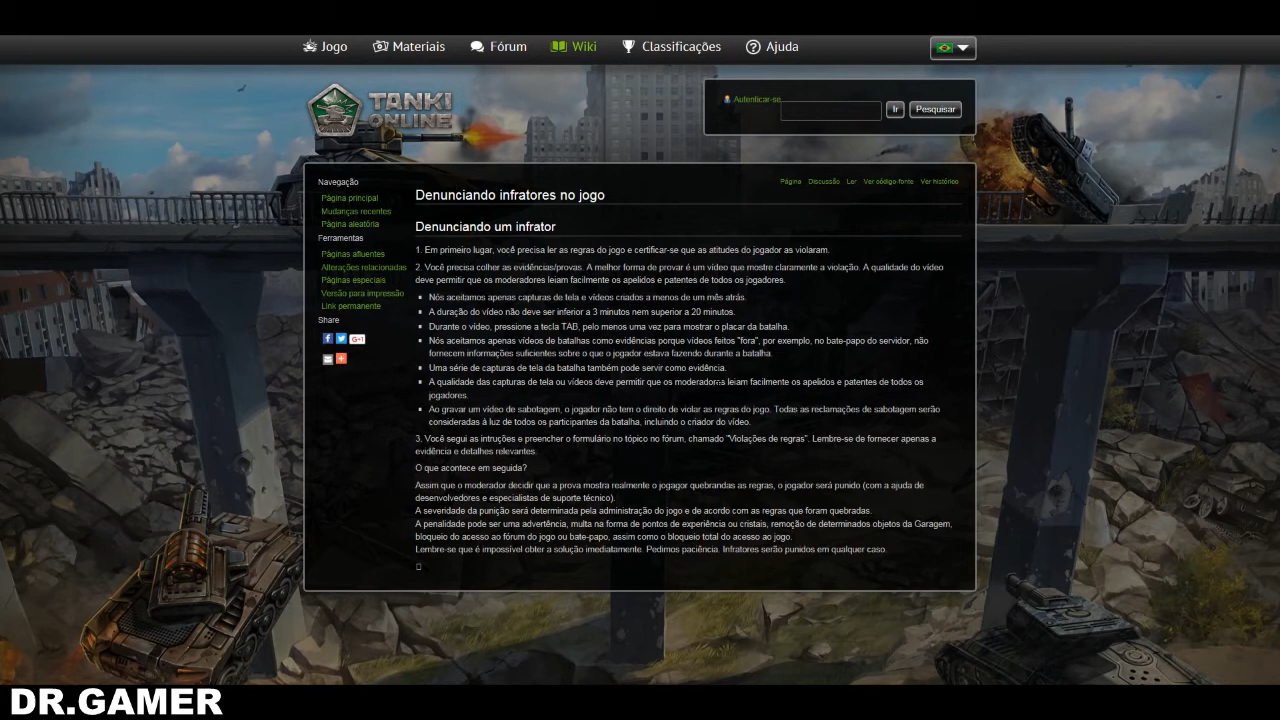 Jogo Materiais Fórum Wiki Classificações Ajuda
TANKI
ONLINE
Autenticar-se
Ir Pesquisar
Navegação
Página principal
Mudanças recentes
Página aleatória
Ferramentas
Páginas afluentes
Alterações relacionadas
Páginas especiais
Versão para impressão
Link permanente
Share
G+1
Página Discussão Ler Ver código-fonte Ver histórico
Denunciando infratores no jogo
Denunciando um infrator
1. Em primeiro lugar, você precisa ler as regras do jogo e certificar-se que as atitudes do jogador as violaram.
2. Você precisa colher as evidências/provas. A melhor forma de provar é um vídeo que mostre claramente a violação. A qualidade do vídeo
deve permitir que os moderadores leiam facilmente os apelidos e patentes de todos os jogadores.
Nós aceitamos apenas capturas de tela e vídeos criados a menos de um mês atrás.
A duração do vídeo não deve ser inferior a 3 minutos nem superior a 20 minutos.
Durante o vídeo, pressione a tecla TAB, pelo menos uma vez para mostrar o placar da batalha.
Nós aceitamos apenas vídeos de batalhas como evidências porque vídeos feitos "fora", por exemplo, no bate-papo do servidor, não
fornecem informações suficientes sobre o que o jogador estava fazendo durante a batalha.
Uma série de capturas de tela da batalha também pode servir como evidência.
A qualidade das capturas de tela ou vídeos deve permitir que os moderadores leiam facilmente os apelidos e patentes de todos os
jogadores.
Ao gravar um vídeo de sabotagem, o jogador não tem o direito de violar as regras do jogo. Todas as reclamações de sabotagem serão
consideradas à luz de todos os participantes da batalha, incluindo o criador do vídeo.
3. Você segui as intruções e preencher o formulário no tópico no fórum, chamado "Violações de regras". Lembre-se de fornecer apenas a
evidência e detalhes relevantes.
O que acontece em seguida?
Assim que o moderador decidir que a prova mostra realmente o jogagor quebrandas as regras, o jogador será punido (com a ajuda de
desenvolvedores e especialistas de suporte técnico).
A severidade da punição será determinada pela administração do jogo e de acordo com as regras que foram quebradas.
A penalidade pode ser uma advertência, multa na forma de pontos de experiência ou cristais, remoção de determinados objetos da Garagem,
bloqueio do acesso ao fórum do jogo ou bate-papo, assim como o bloqueio total do acesso ao jogo.
Lembre-se que é impossível obter a solução imediatamente. Pedimos paciência. Infratores serão punidos em qualquer caso.
DR.GAMER